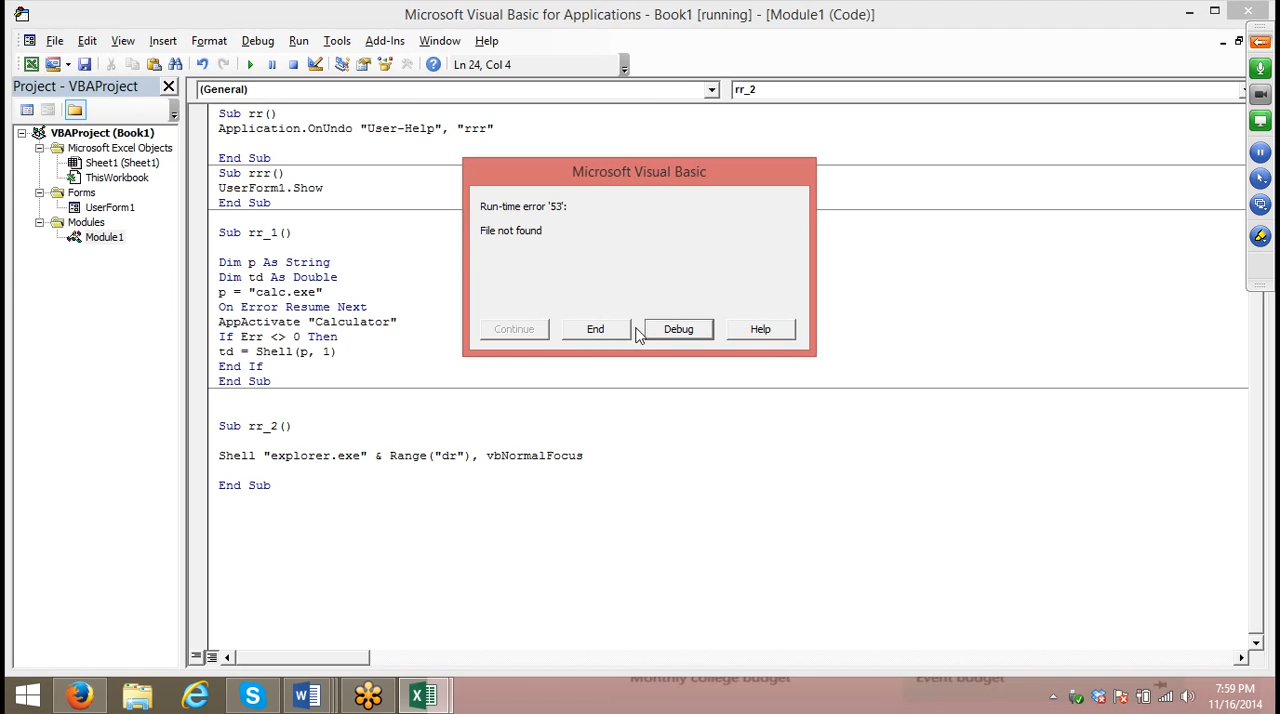 Microsoft Visual Basic for Applications - Book1 [running] - [Module1 (Code)]
File Edit View Insert Format Debug Run Tools Add-Ins Window Help
Ln 24, Col 4
Project - VBAProject
(General)
rr_2
VBAProject (Book1)
Microsoft Excel Objects
Sheet1 (Sheet1)
ThisWorkbook
Forms
UserForm1
Modules
Module1
Sub rr()
Application.OnUndo "User-Help", "rrr"
End Sub
Sub rrr()
UserForm1.Show
End Sub
Sub rr_1()
Dim p As String
Dim td As Double
p = "calc.exe"
On Error Resume Next
AppActivate "Calculator"
If Err <> 0 Then
td = Shell(p, 1)
End If
End Sub
Sub rr_2()
Shell "explorer.exe" & Range("dr"), vbNormalFocus
End Sub
Microsoft Visual Basic
Run-time error '53':
File not found
Continue End Debug Help
Monthly college budget
Event budget
7:59 PM
11/16/2014